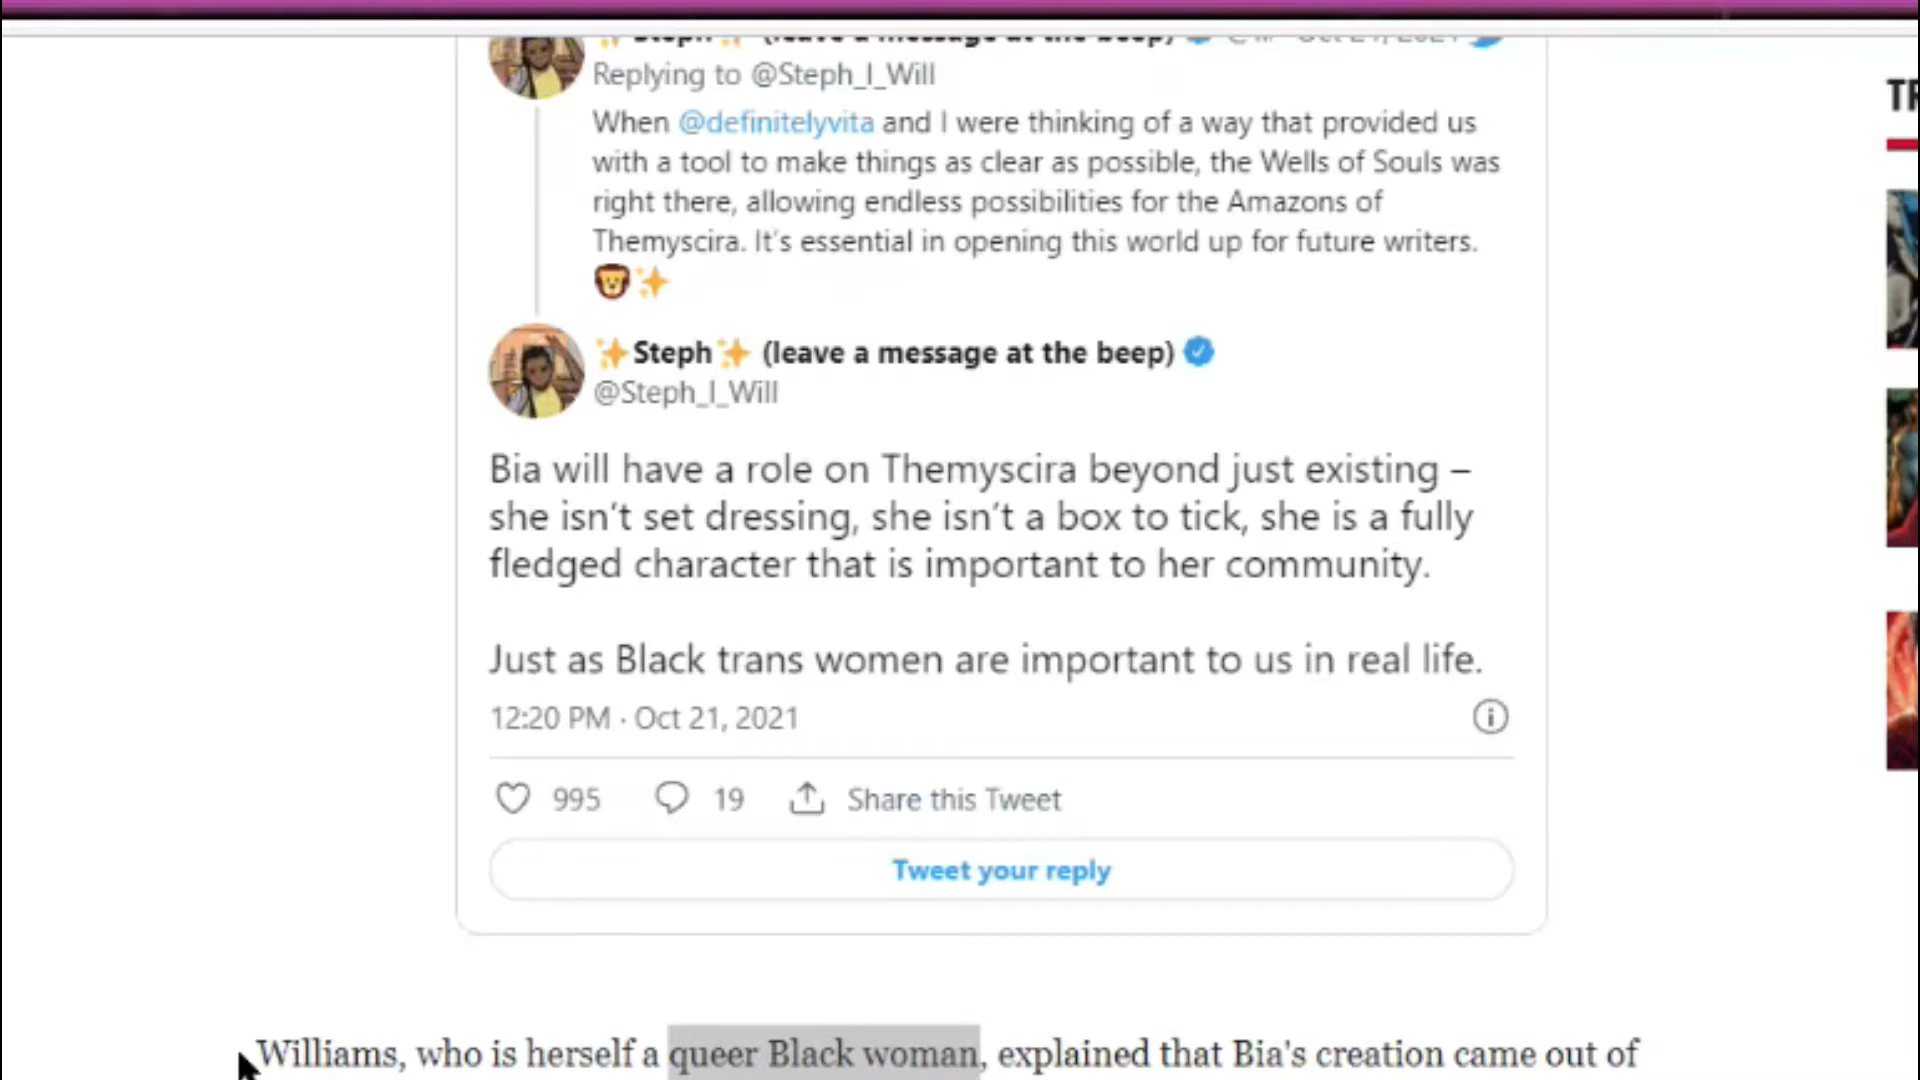 Steph (leave a message at the beep)
Replying to @Steph_I_Will
When @definitelyvita and I were thinking of a way that provided us
with a tool to make things as clear as possible, the Wells of Souls was
right there, allowing endless possibilities for the Amazons of
Themyscira. It's essential in opening this world up for future writers.
🦁✨
✨Steph✨ (leave a message at the beep)
@Steph_I_Will
Bia will have a role on Themyscira beyond just existing –
she isn't set dressing, she isn't a box to tick, she is a fully
fledged character that is important to her community.
Just as Black trans women are important to us in real life.
12:20 PM · Oct 21, 2021
995 19 Share this Tweet
Tweet your reply
Williams, who is herself a queer Black woman, explained that Bia's creation came out of